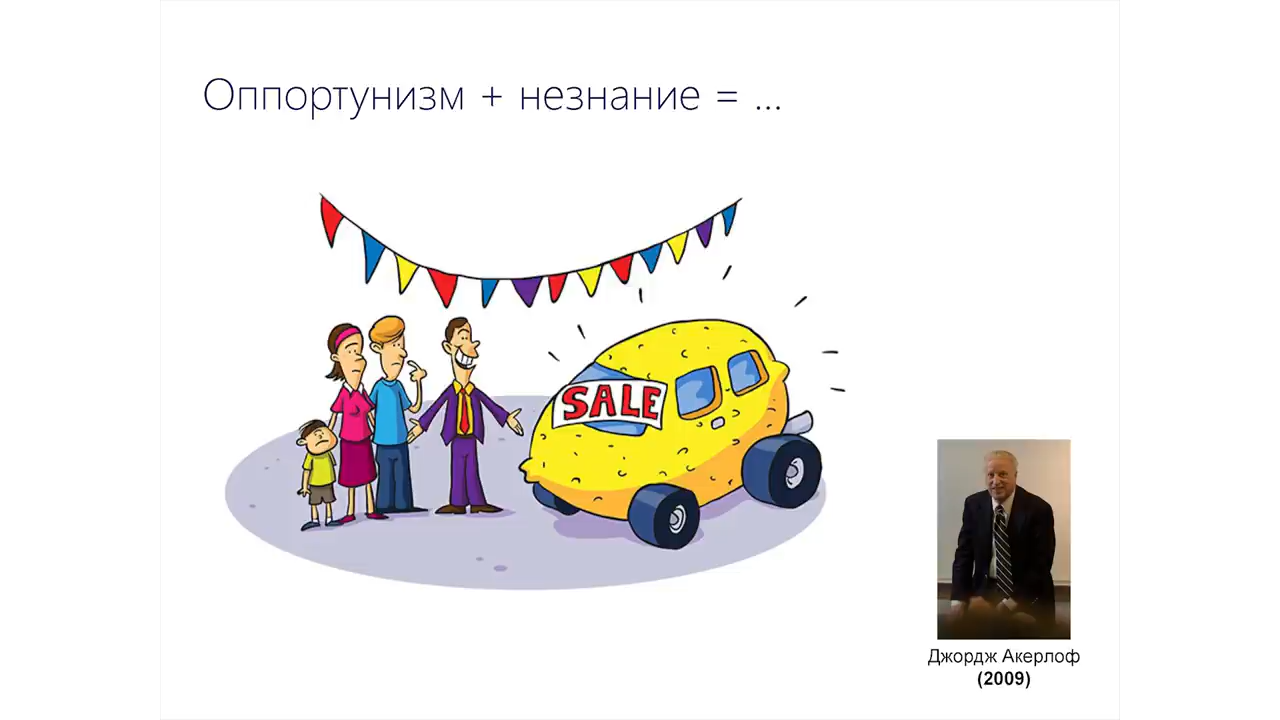 Оппортунизм + незнание = ...
SALE
Джордж Акерлоф
(2009)